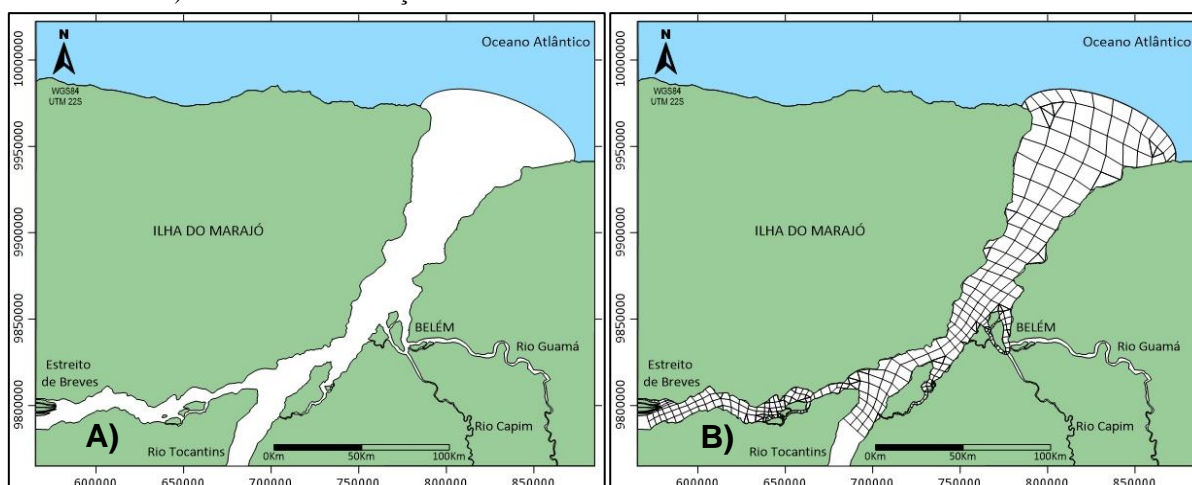 N
WGS84
UTM 22S
Oceano Atlântico
ILHA DO MARAJÓ
BELÉM
Rio Guamá
Estreito
de Breves
Rio Capim
Rio Tocantins
A)
0Km 50Km 100Km
10000000
9950000
9900000
9850000
9800000
600000 650000 700000 750000 800000 850000
N
WGS84
UTM 22S
Oceano Atlântico
ILHA DO MARAJÓ
BELÉM
Rio Guamá
Estreito
de Breves
Rio Capim
Rio Tocantins
B)
0Km 50Km 100Km
10000000
9950000
9900000
9850000
9800000
600000 650000 700000 750000 800000 850000